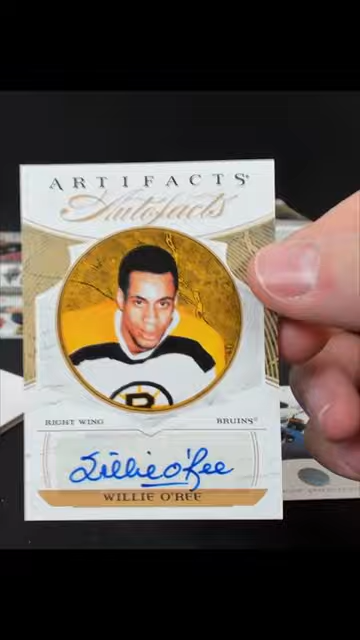 ARTIFACTS
Autofacts
B
RIGHT WING
BRUINS®
Willie O'Ree
WILLIE O'REE